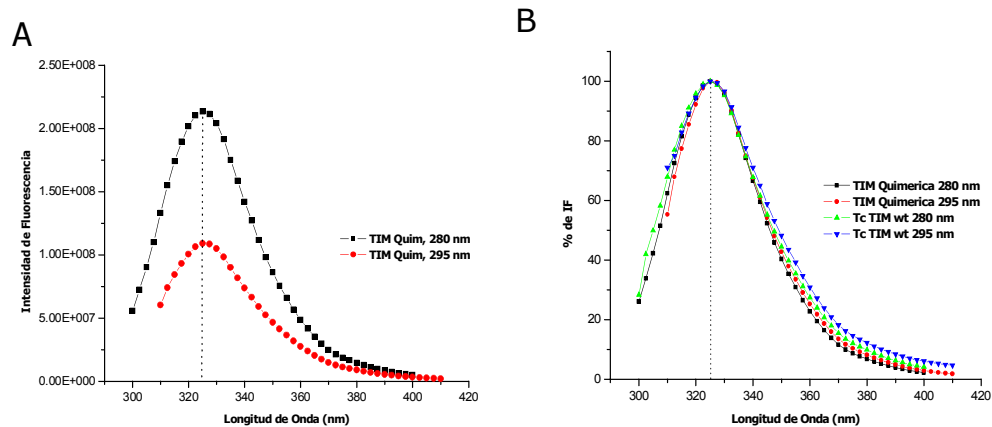 A
Intensidad de Fluorescencia
2.50E+008
2.00E+008
1.50E+008
1.00E+008
5.00E+007
0.00E+000
300 320 340 360 380 400 420
Longitud de Onda (nm)
TIM Quim, 280 nm
TIM Quim, 295 nm
B
% de IF
100
80
60
40
20
0
300 320 340 360 380 400 420
Longitud de Onda (nm)
TIM Quimerica 280 nm
TIM Quimerica 295 nm
Tc TIM wt 280 nm
Tc TIM wt 295 nm